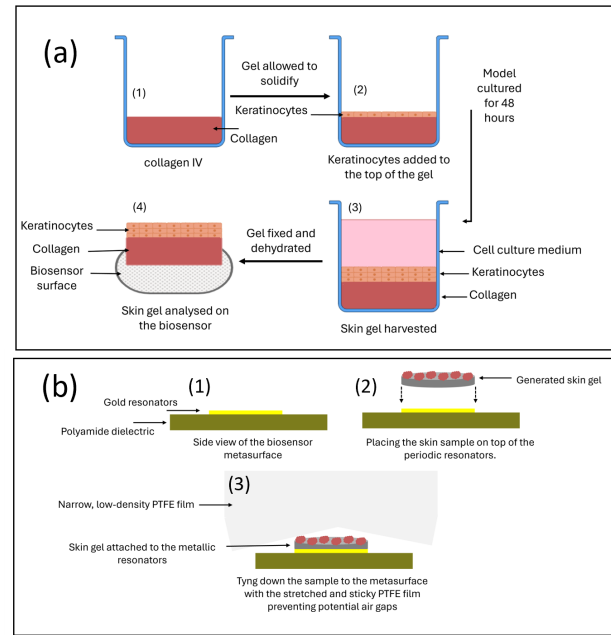 (a)
(1)
Gel allowed to
solidify
(2)
Keratinocytes
Collagen
collagen IV
Keratinocytes added to
the top of the gel
Model
cultured
for 48
hours
(3)
Cell culture medium
Keratinocytes
Collagen
Skin gel harvested
Gel fixed and
dehydrated
(4)
Keratinocytes
Collagen
Biosensor
surface
Skin gel analysed on
the biosensor
(b)
(1)
Gold resonators
Polyamide dielectric
Side view of the biosensor
metasurface
(2)
Generated skin gel
Placing the skin sample on top of the
periodic resonators.
(3)
Narrow, low-density PTFE film
Skin gel attached to the metallic
resonators
Tyng down the sample to the metasurface
with the stretched and sticky PTFE film
preventing potential air gaps